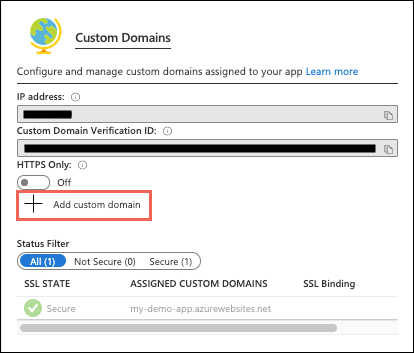 Custom Domains
Configure and manage custom domains assigned to your app Learn more
IP address:
Custom Domain Verification ID:
HTTPS Only:
Off
Add custom domain
Status Filter
All (1) Not Secure (0) Secure (1)
SSL STATE ASSIGNED CUSTOM DOMAINS SSL Binding
Secure my-demo-app.azurewebsites.net